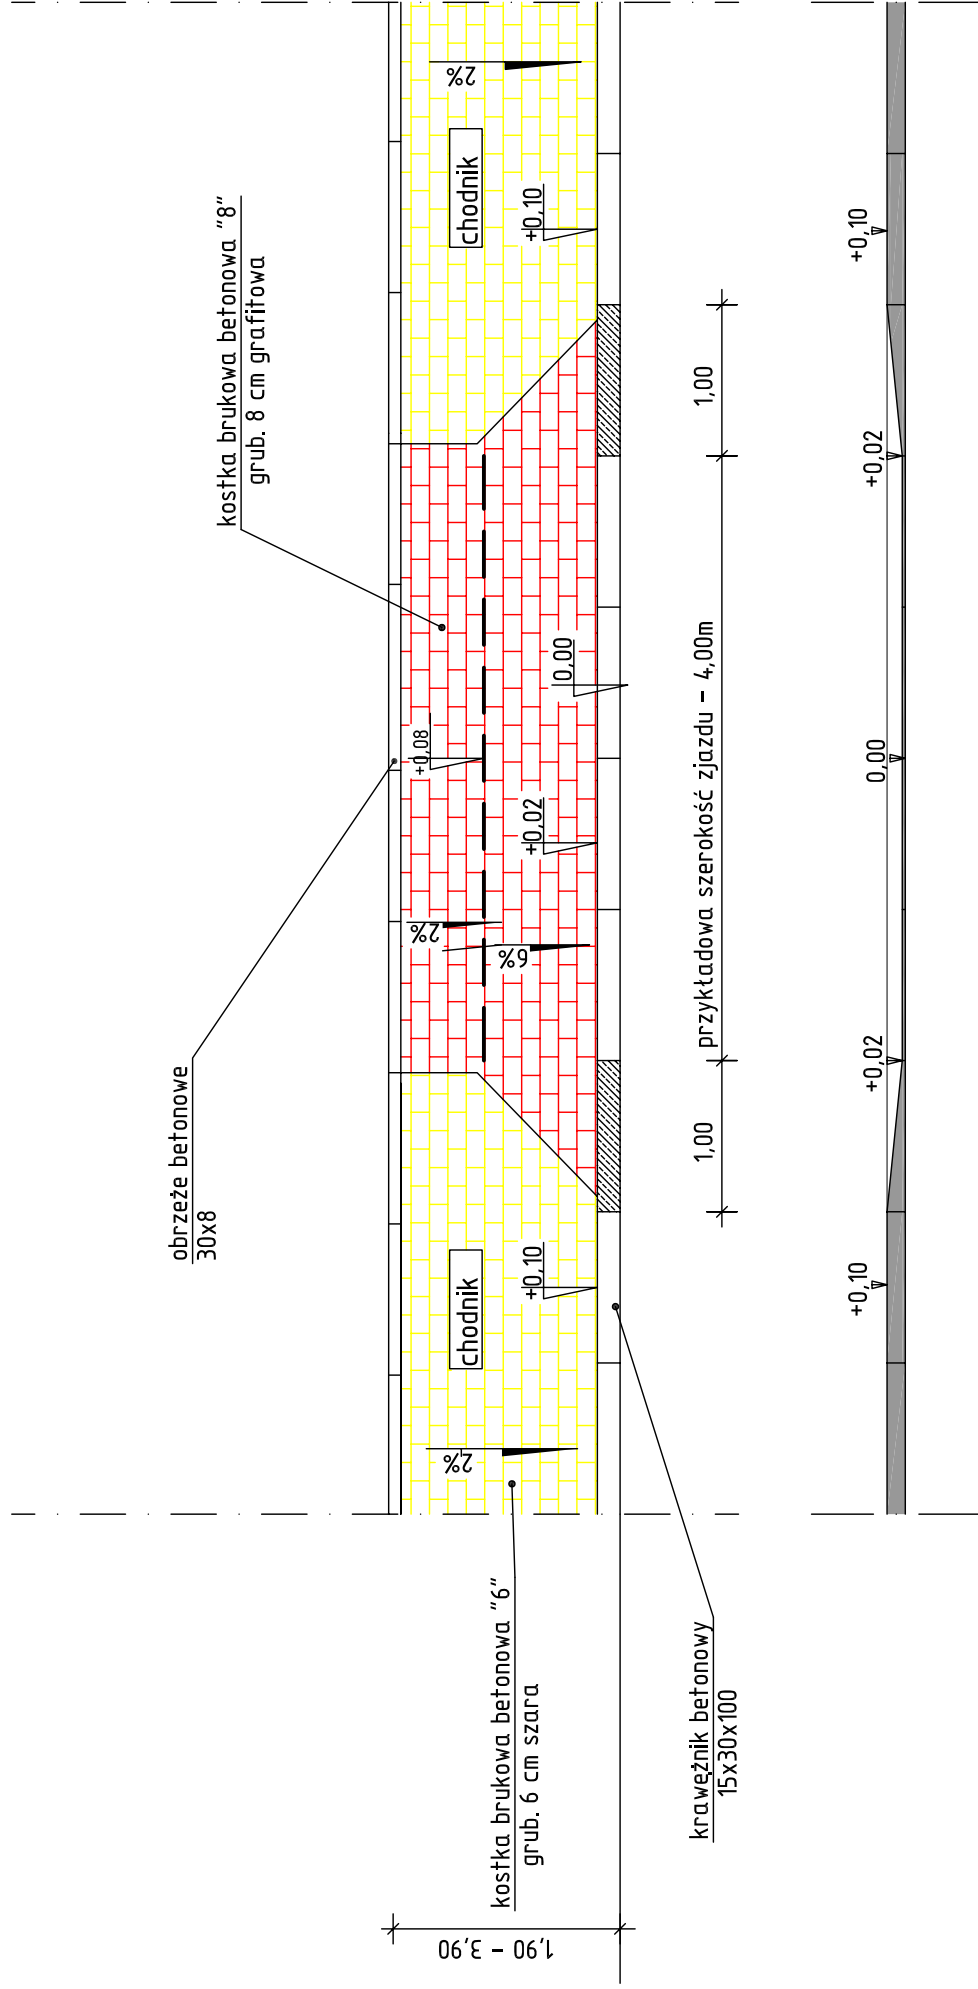 kostka brukowa betonowa "8"
grub. 8 cm grafitowa
obrzeże betonowe
30x8
kostka brukowa betonowa "6"
grub. 6 cm szara
krawężnik betonowy
15x30x100
1,90 - 3,90
chodnik
2%
+0,10
2%
6%
+0,08
+0,02
0,00
chodnik
2%
+0,10
1,00
przykładowa szerokość zjazdu - 4,00m
1,00
+0,10
+0,02
0,00
+0,02
+0,10